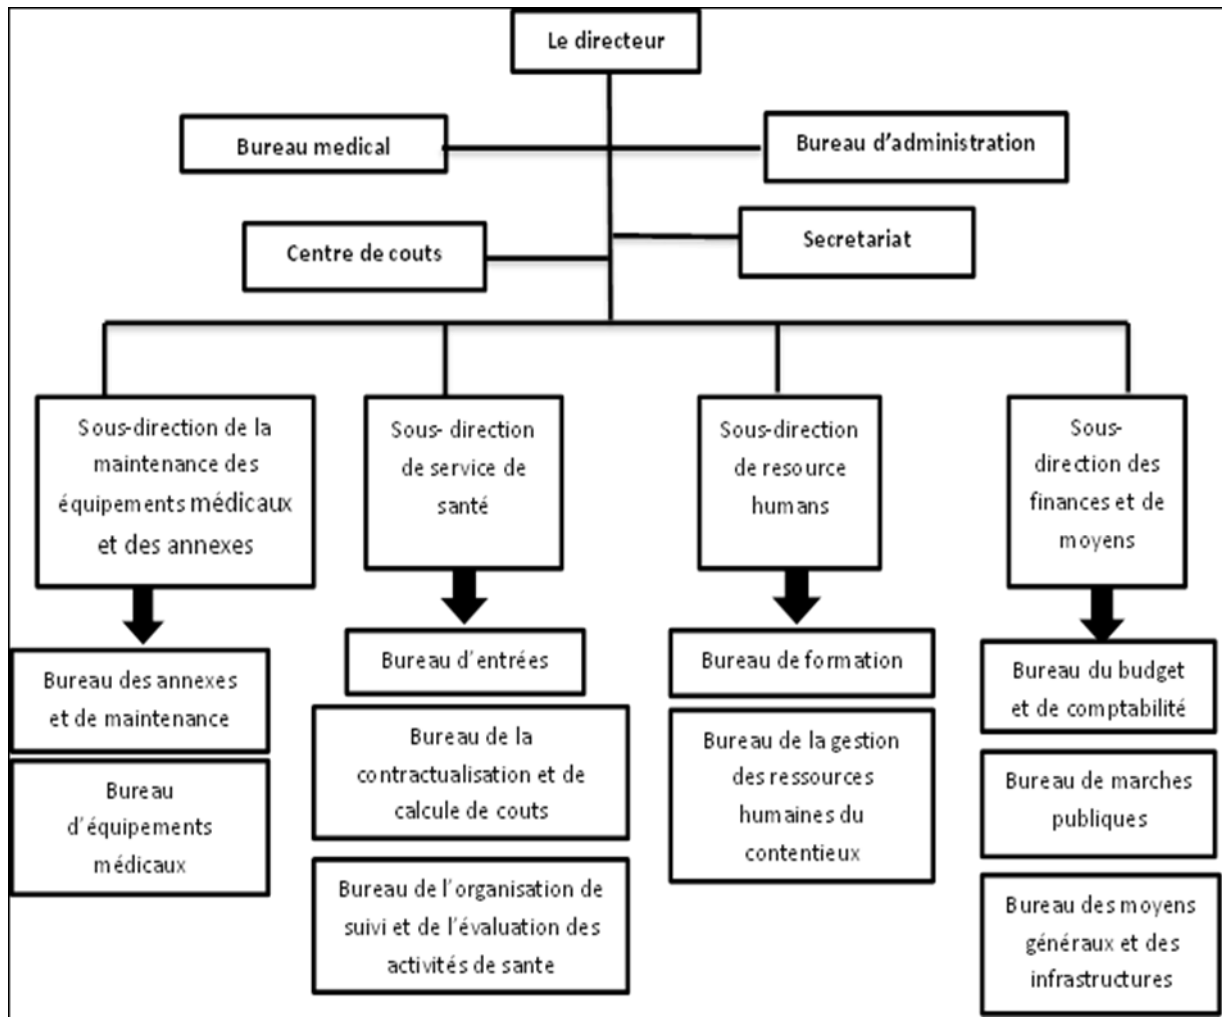 Le directeur
Bureau medical
Bureau d'administration
Centre de couts
Secretariat
Sous-direction de la
maintenance des
équipements médicaux
et des annexes
Sous- direction
de service de
santé
Sous-direction
de resource
humans
Sous-
direction des
finances et de
moyens
Bureau des annexes
et de maintenance
Bureau
d'équipements
médicaux
Bureau d'entrées
Bureau de la
contractualisation et de
calcule de couts
Bureau de l'organisation de
suivi et de l'évaluation des
activités de sante
Bureau de formation
Bureau de la gestion
des ressources
humaines du
contentieux
Bureau du budget
et de comptabilité
Bureau de marches
publiques
Bureau des moyens
généraux et des
infrastructures